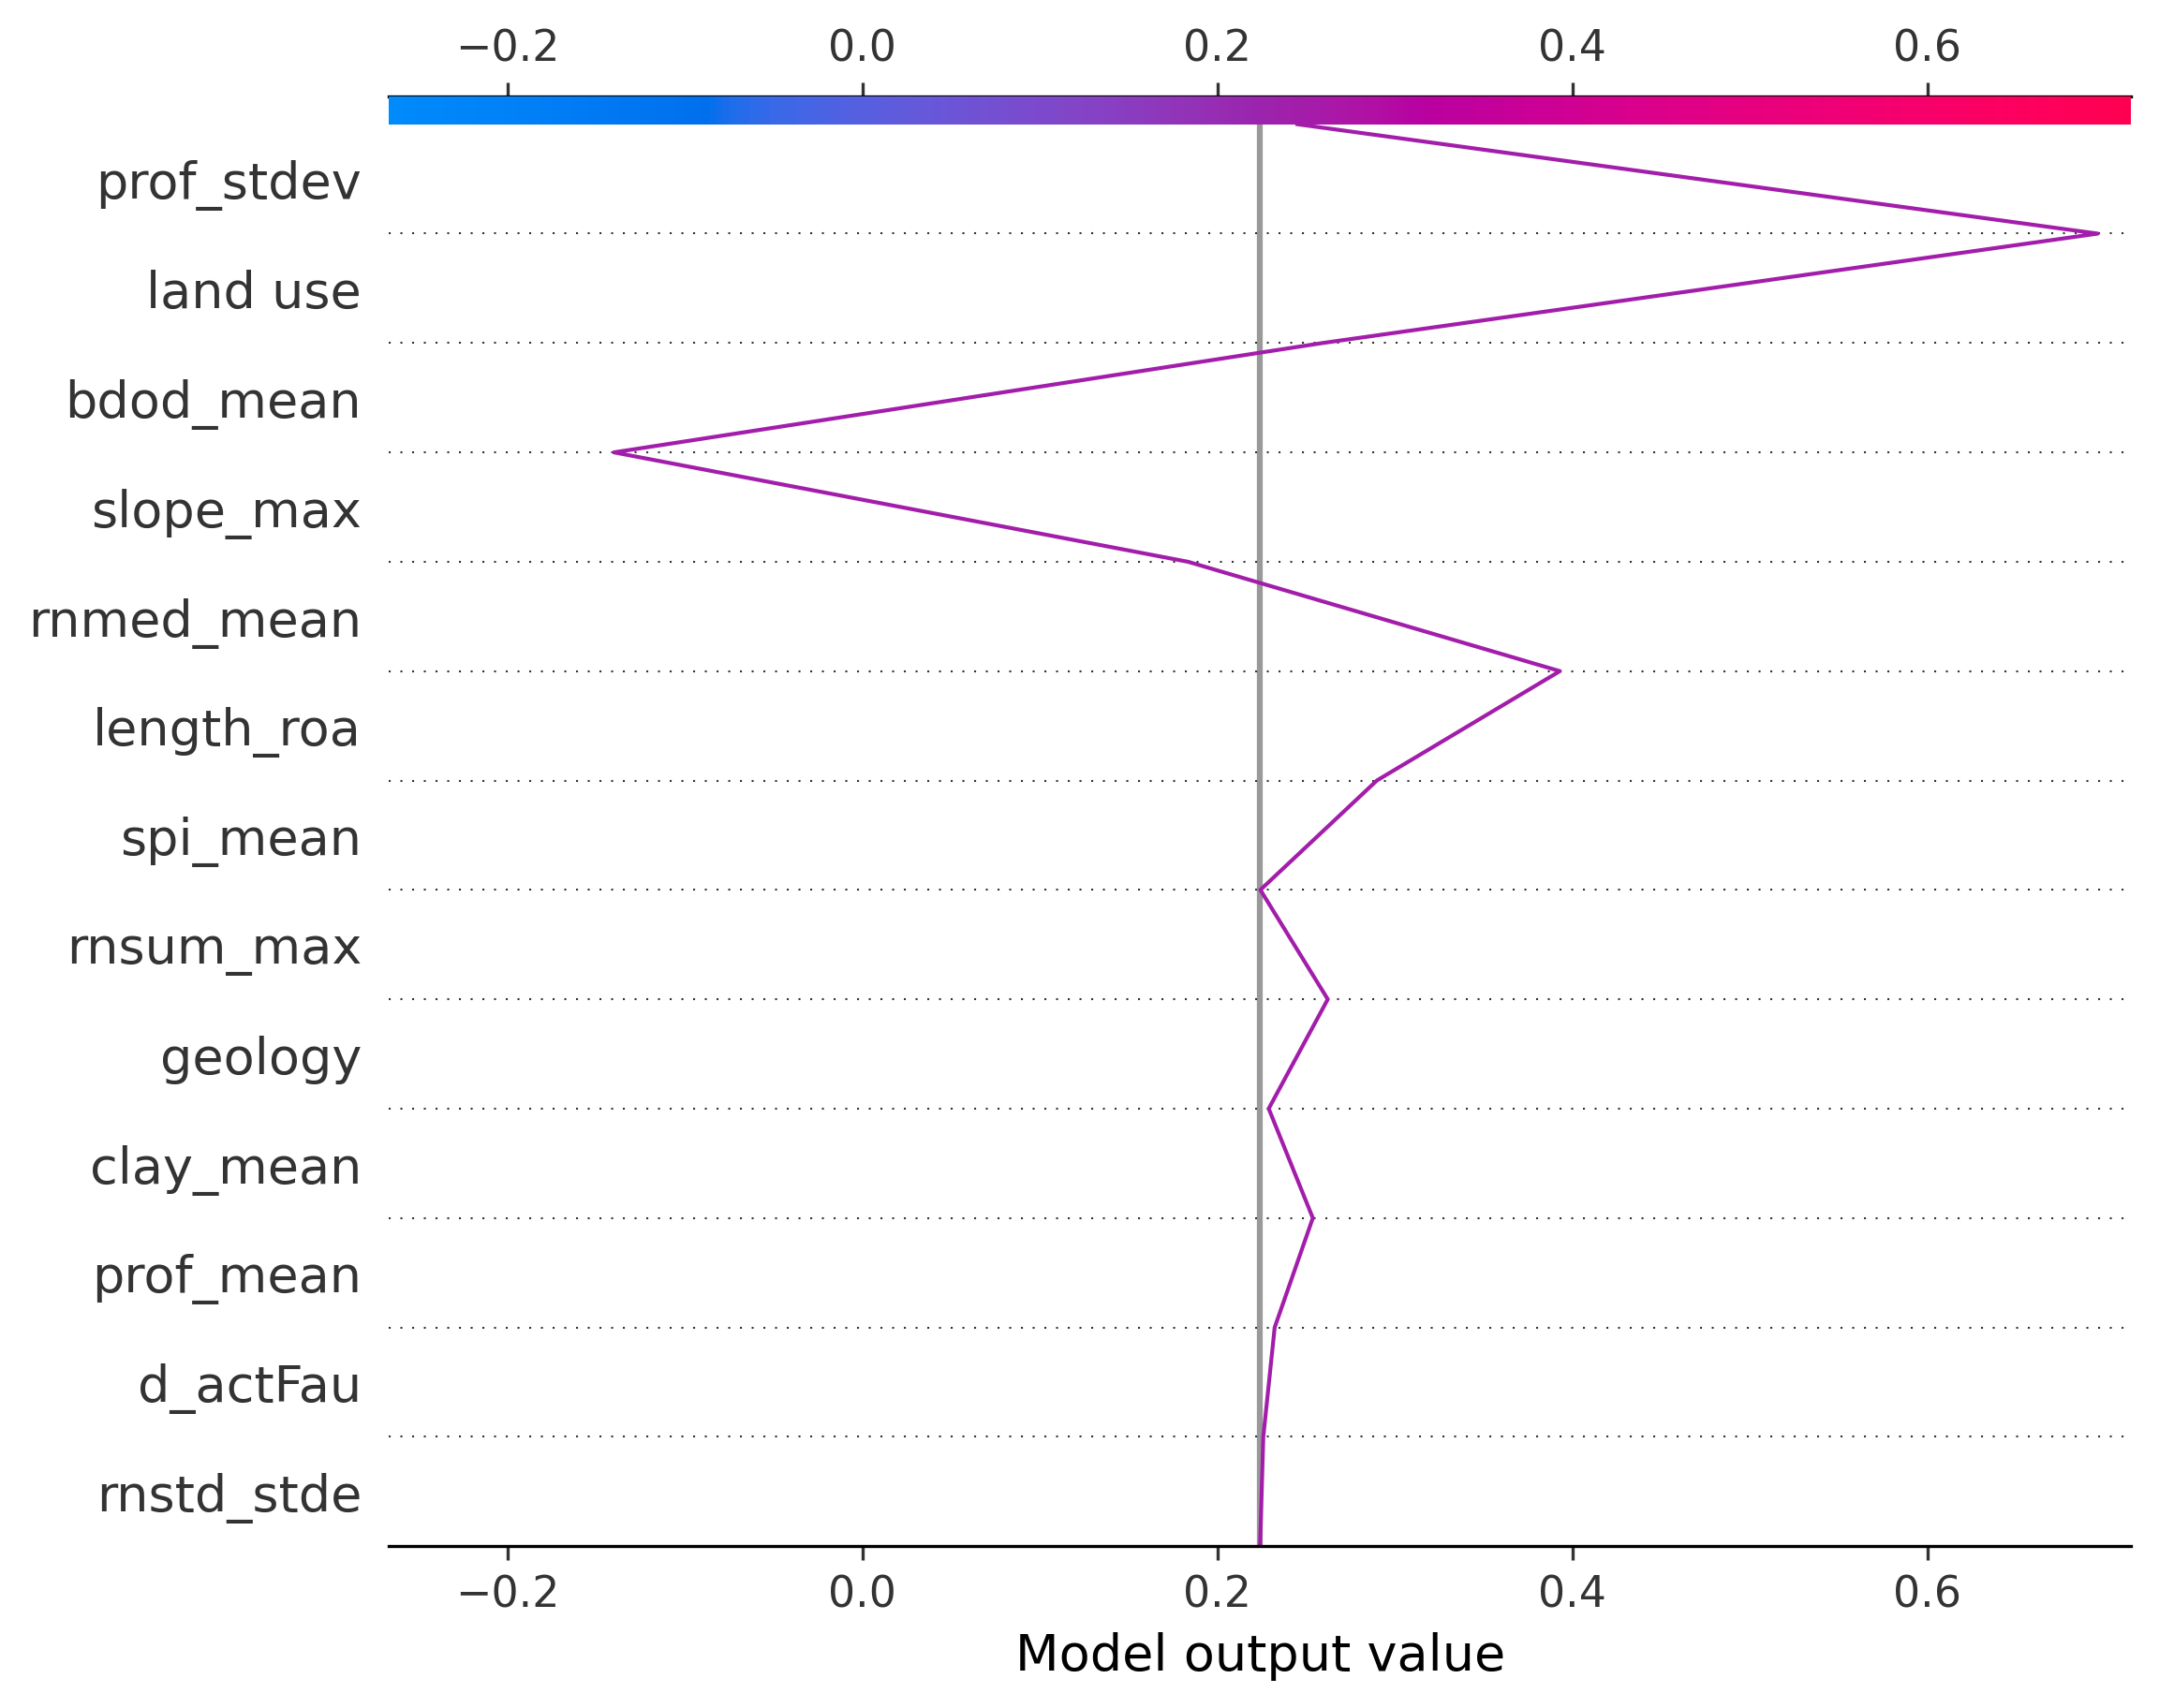 −0.2 0.0 0.2 0.4 0.6
prof_stdev
land use
bdod_mean
slope_max
rnmed_mean
length_roa
spi_mean
rnsum_max
geology
clay_mean
prof_mean
d_actFau
rnstd_stde
−0.2 0.0 0.2 0.4 0.6
Model output value